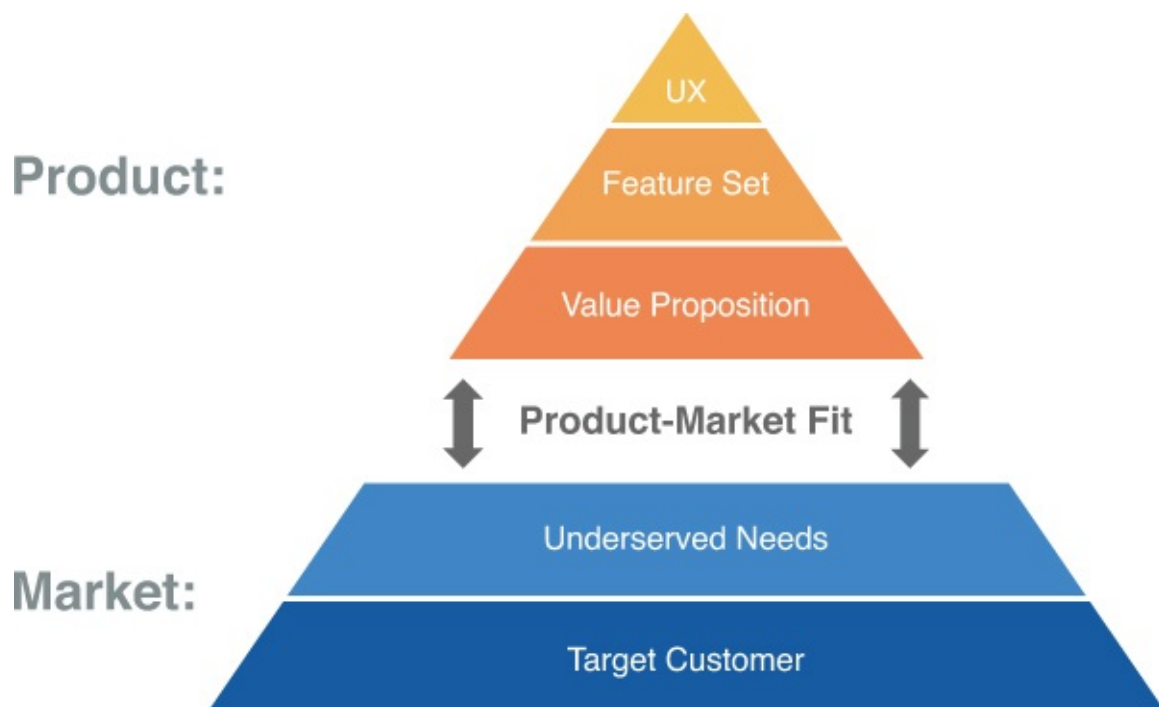 UX
Product:
Feature Set
Value Proposition
Product-Market Fit
Underserved Needs
Market:
Target Customer